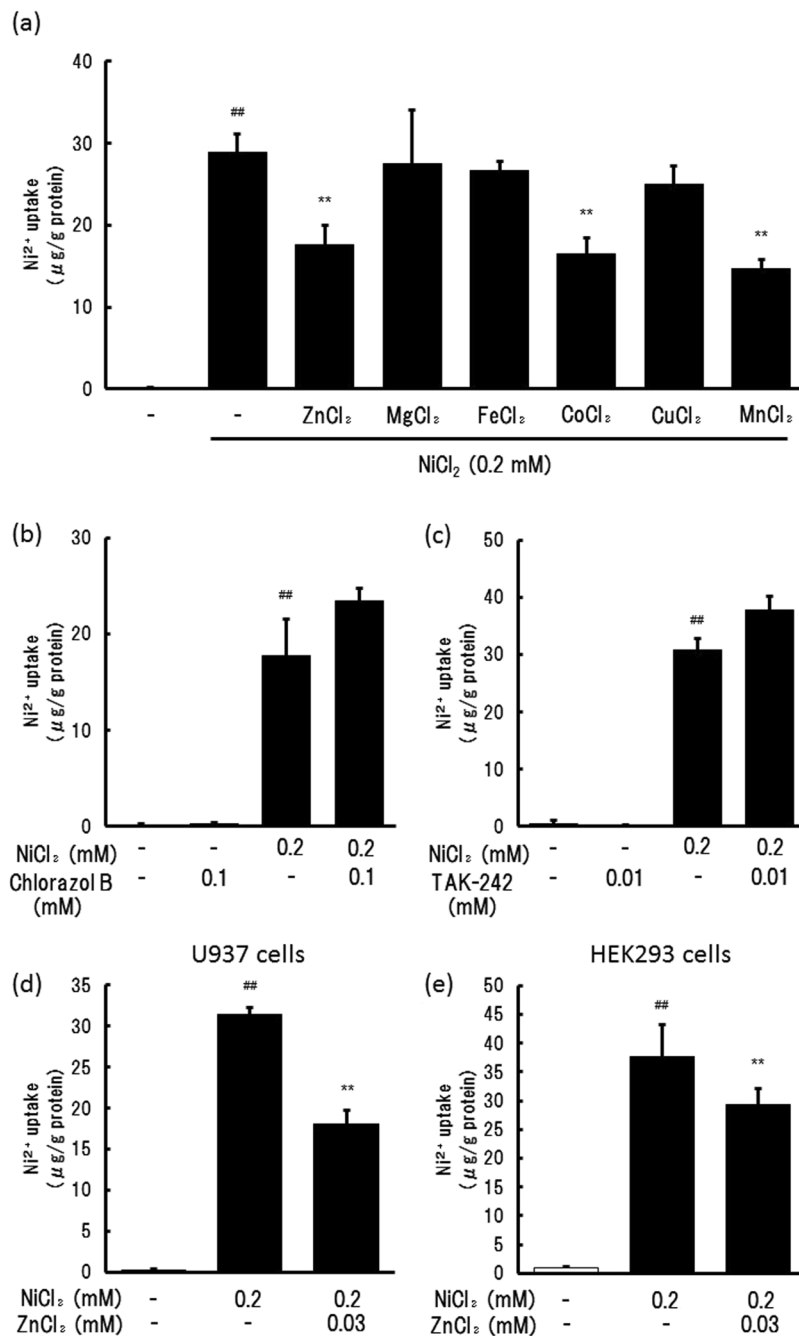 (a)
Ni²⁺ uptake
(μg/g protein)
40
30
20
10
0
##
**
**
**
- - ZnCl₂ MgCl₂ FeCl₂ CoCl₂ CuCl₂ MnCl₂
NiCl₂ (0.2 mM)
(b)
Ni²⁺ uptake
(μg/g protein)
30
20
10
0
##
NiCl₂ (mM) - - 0.2 0.2
Chlorazol B - 0.1 - 0.1
(mM)
(c)
Ni²⁺ uptake
(μg/g protein)
50
40
30
20
10
0
##
NiCl₂ (mM) - - 0.2 0.2
TAK-242 - 0.01 - 0.01
(mM)
(d)
U937 cells
Ni²⁺ uptake
(μg/g protein)
35
30
25
20
15
10
5
0
##
**
NiCl₂ (mM) - 0.2 0.2
ZnCl₂ (mM) - - 0.03
(e)
HEK293 cells
Ni²⁺ uptake
(μg/g protein)
50
45
40
35
30
25
20
15
10
5
0
##
**
NiCl₂ (mM) - 0.2 0.2
ZnCl₂ (mM) - - 0.03